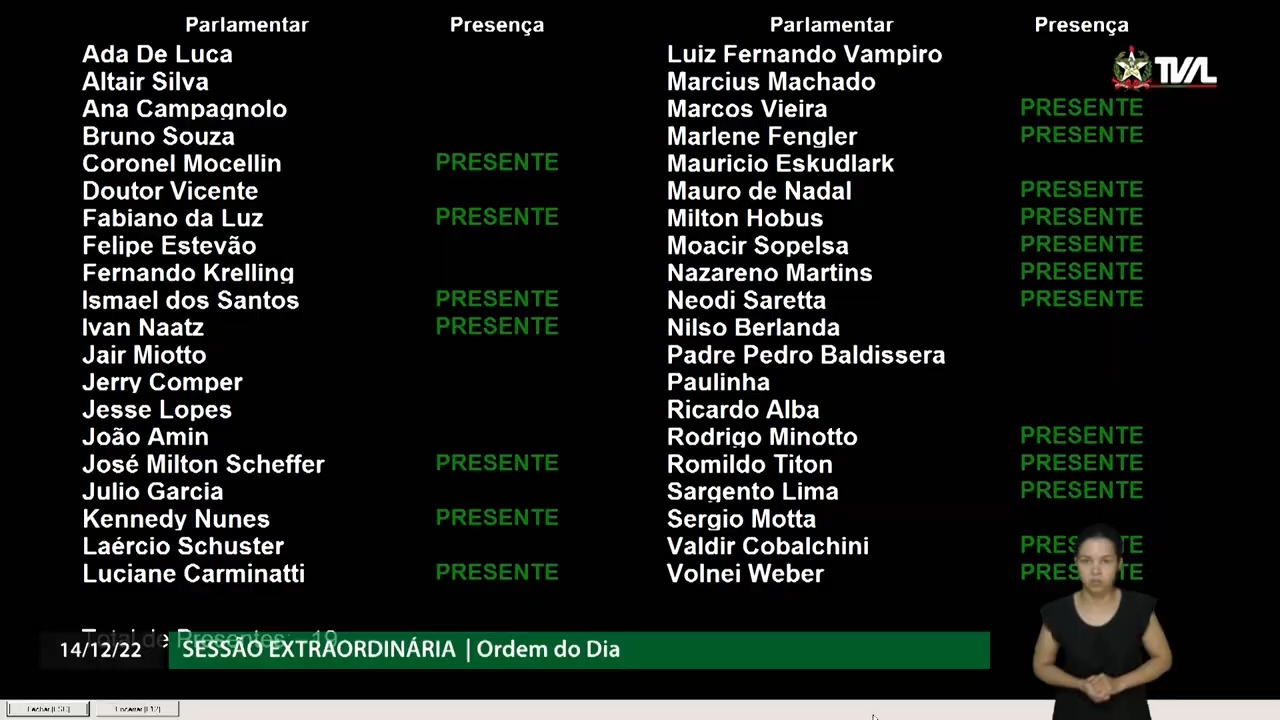 Parlamentar Presença Parlamentar Presença
Ada De Luca Luiz Fernando Vampiro
TVAL
Altair Silva Marcius Machado
Ana Campagnolo Marcos Vieira PRESENTE
Bruno Souza Marlene Fengler PRESENTE
Coronel Mocellin PRESENTE Mauricio Eskudlark
Doutor Vicente Mauro de Nadal PRESENTE
Fabiano da Luz PRESENTE Milton Hobus PRESENTE
Felipe Estevão Moacir Sopelsa PRESENTE
Fernando Krelling Nazareno Martins PRESENTE
Ismael dos Santos PRESENTE Neodi Saretta PRESENTE
Ivan Naatz PRESENTE Nilso Berlanda
Jair Miotto Padre Pedro Baldissera
Jerry Comper Paulinha
Jesse Lopes Ricardo Alba
João Amin Rodrigo Minotto PRESENTE
José Milton Scheffer PRESENTE Romildo Titon PRESENTE
Julio Garcia Sargento Lima PRESENTE
Kennedy Nunes PRESENTE Sergio Motta
Laércio Schuster Valdir Cobalchini PRESENTE
Luciane Carminatti PRESENTE Volnei Weber PRESENTE
Total de Presentes: 19
14/12/22 SESSÃO EXTRAORDINÁRIA | Ordem do Dia